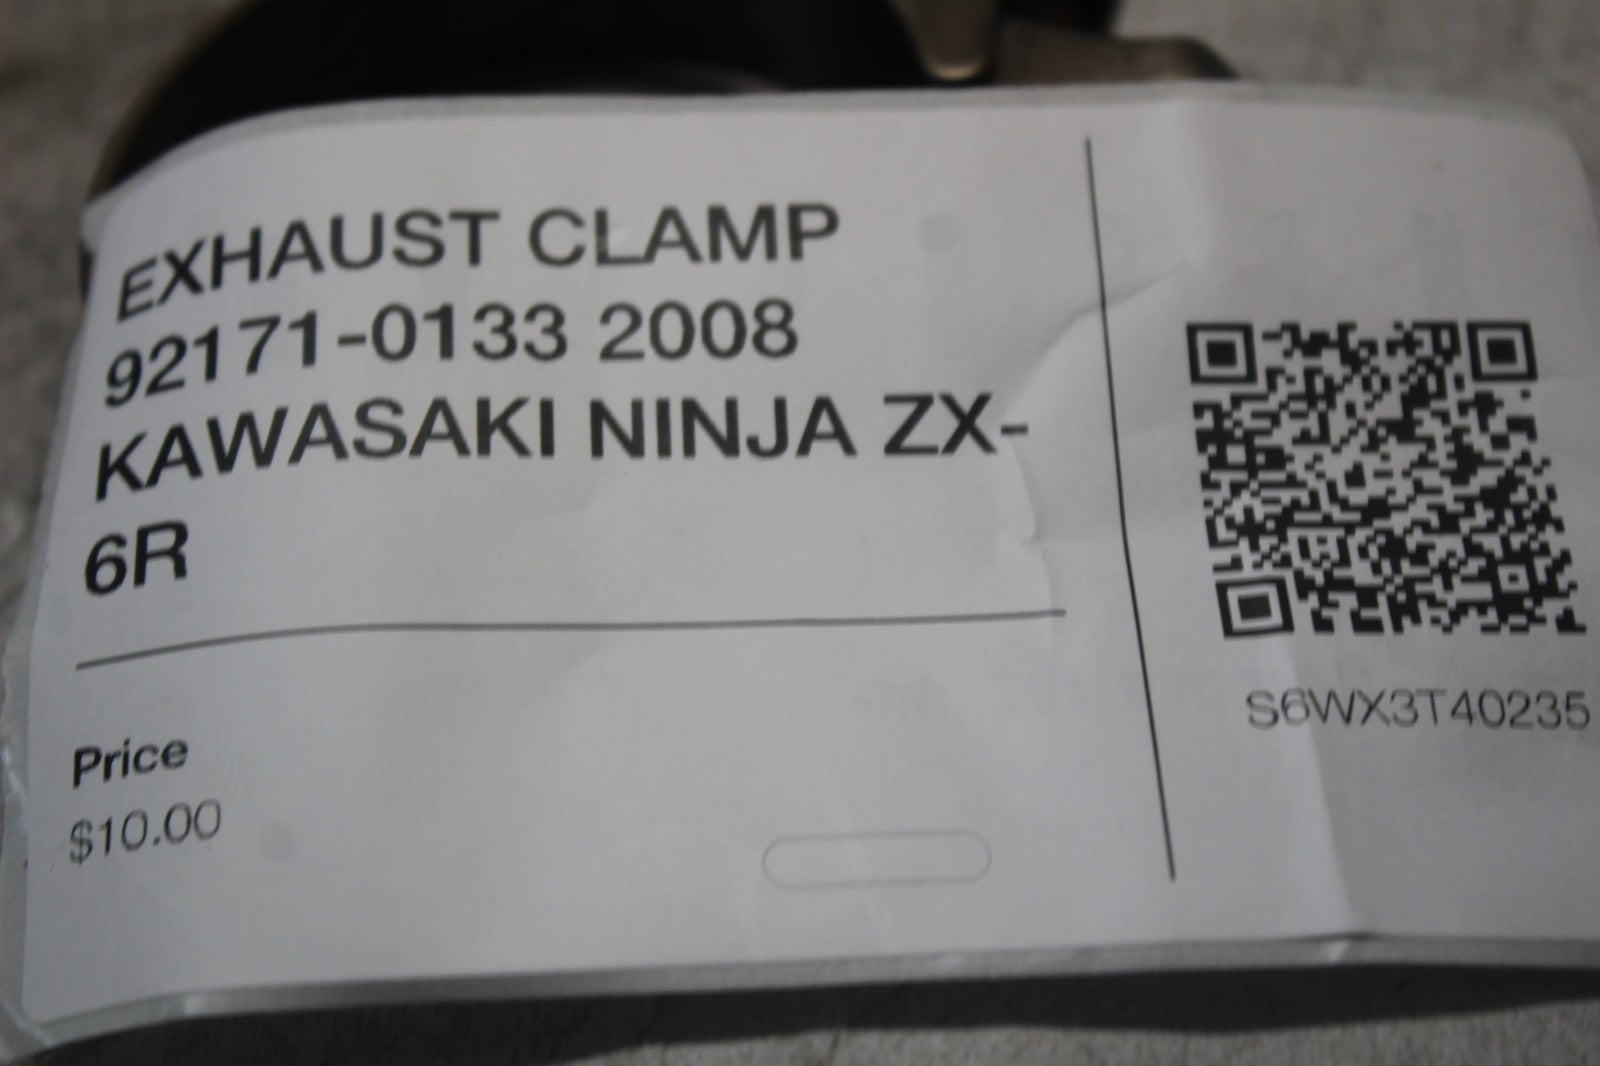 EXHAUST CLAMP
92171-0133 2008
KAWASAKI NINJA ZX-
6R
Price
$10.00
S6WX3T40235